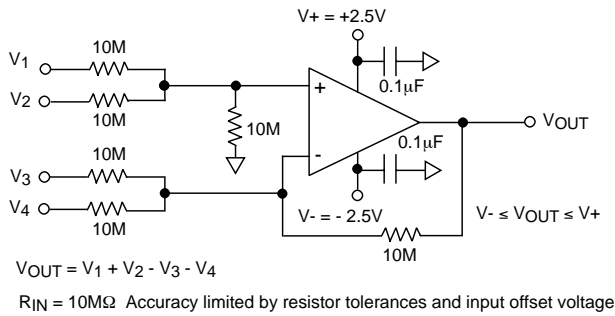 V+ = +2.5V
V1
10M
0.1µF
V2
10M
+
10M
VOUT
-
0.1µF
V3
10M
V4
10M
V- = - 2.5V
V- ≤ VOUT ≤ V+
10M
VOUT = V1 + V2 - V3 - V4
RIN = 10MΩ Accuracy limited by resistor tolerances and input offset voltage